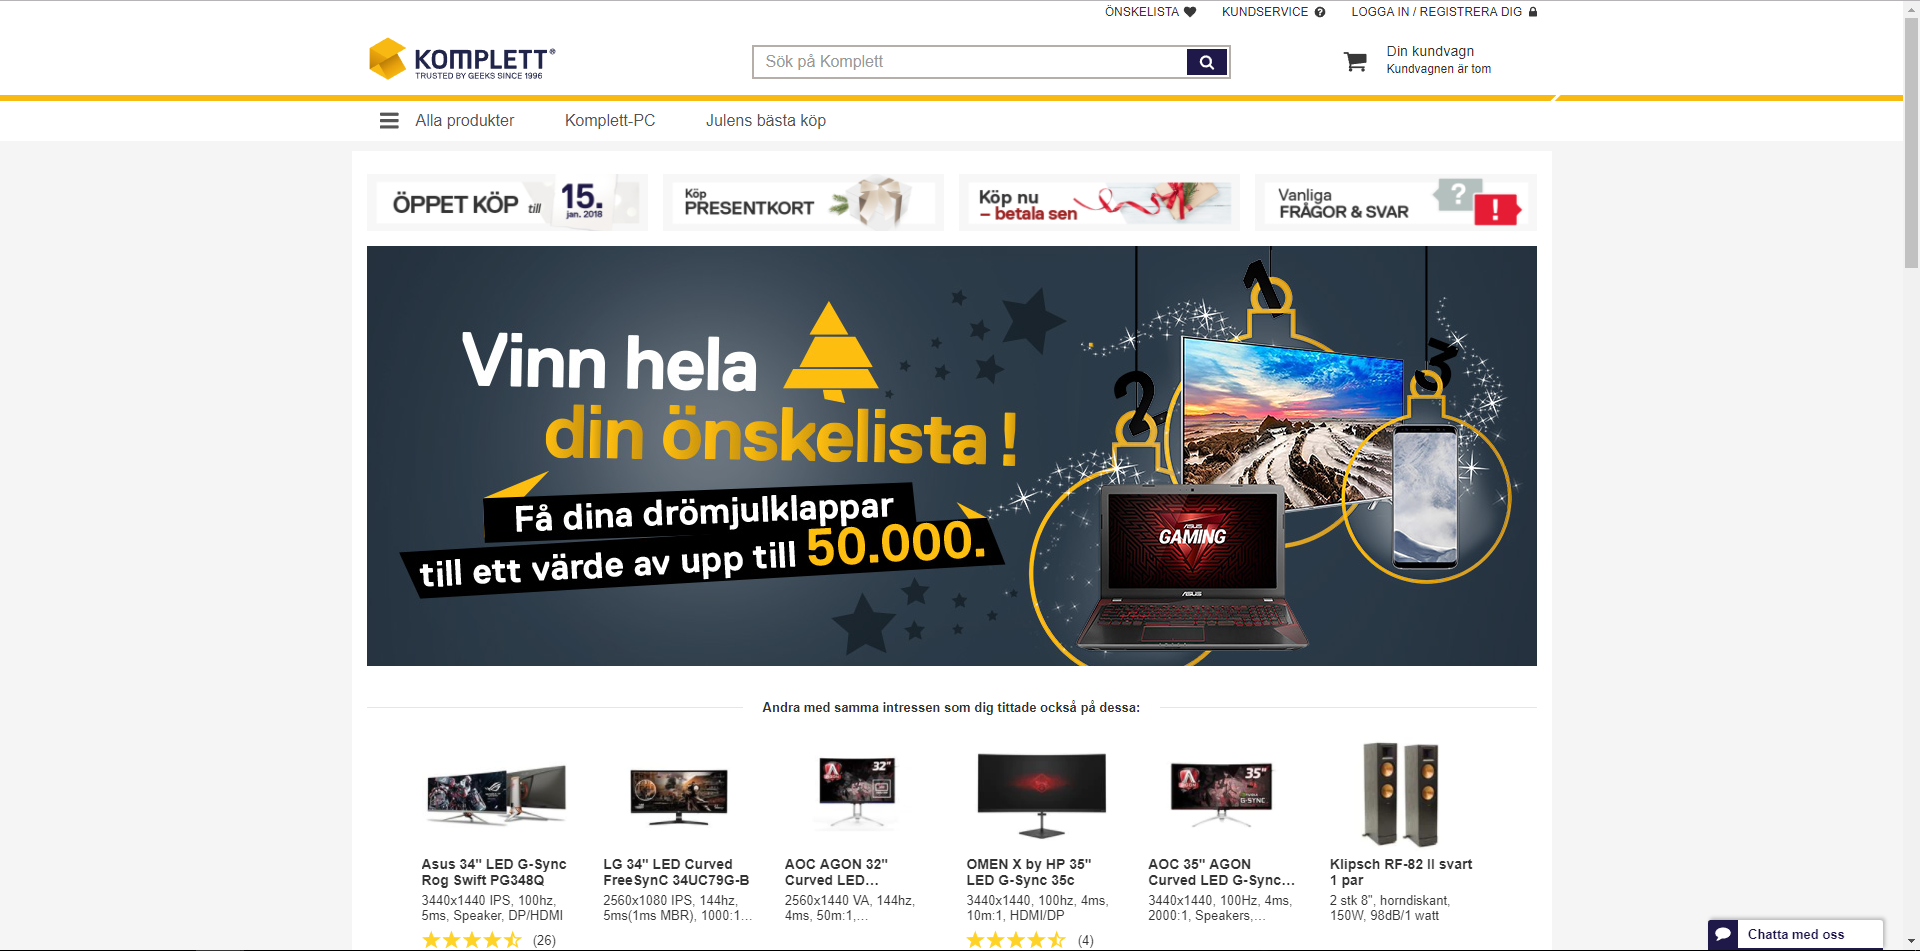 ÖNSKELISTA
KUNDSERVICE
LOGGA IN / REGISTRERA DIG
KOMPLETT®
TRUSTED BY GEEKS SINCE 1996
Sök på Komplett
Din kundvagn
Kundvagnen är tom
Alla produkter
Komplett-PC
Julens bästa köp
ÖPPET KÖP till
15.
jan. 2018
Köp
PRESENTKORT
Köp nu
– betala sen
Vanliga
FRÅGOR & SVAR
?
!
Vinn hela
din önskelista !
Få dina drömjulklappar
till ett värde av upp till 50.000.
1
2
3
ASUS
GAMING
ASUS
Andra med samma intressen som dig tittade också på dessa:
32"
35"
G-SYNC
Asus 34" LED G-Sync
Rog Swift PG348Q
3440x1440 IPS, 100hz,
5ms, Speaker, DP/HDMI
(26)
LG 34" LED Curved
FreeSynC 34UC79G-B
2560x1080 IPS, 144hz,
5ms(1ms MBR), 1000:1...
AOC AGON 32"
Curved LED...
2560x1440 VA, 144hz,
4ms, 50m:1,...
OMEN X by HP 35"
LED G-Sync 35c
3440x1440, 100hz, 4ms,
10m:1, HDMI/DP
(4)
AOC 35" AGON
Curved LED G-Sync...
3440x1440, 100Hz, 4ms,
2000:1, Speakers,...
Klipsch RF-82 II svart
1 par
2 stk 8", horndiskant,
150W, 98dB/1 watt
Chatta med oss